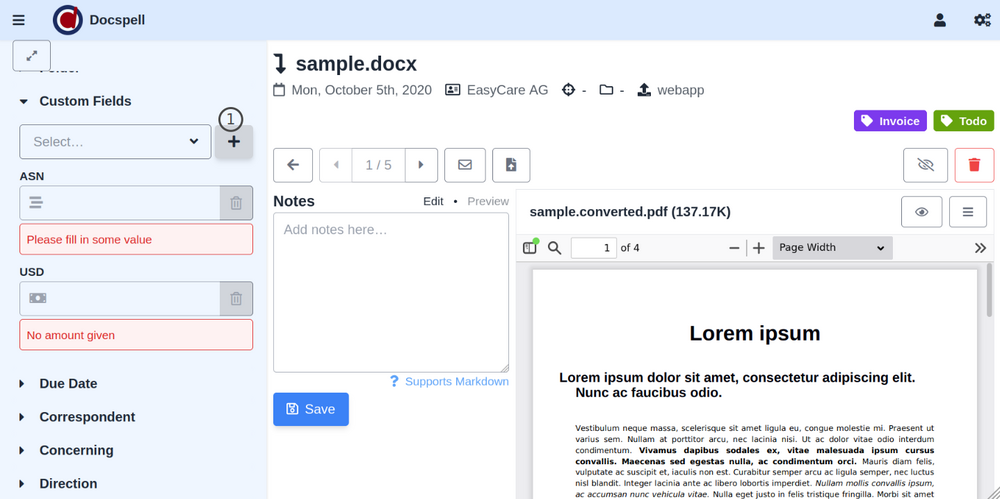 Docspell
Folder
Custom Fields
1
Select...
ASN
Please fill in some value
USD
No amount given
Due Date
Correspondent
Concerning
Direction
sample.docx
Mon, October 5th, 2020 EasyCare AG - - webapp
Invoice Todo
1 / 5
Notes Edit • Preview
Add notes here…
? Supports Markdown
Save
sample.converted.pdf (137.17K)
1 of 4 Page Width
Lorem ipsum
Lorem ipsum dolor sit amet, consectetur adipiscing elit.
Nunc ac faucibus odio.
Vestibulum neque massa, scelerisque sit amet ligula eu, congue molestie mi. Praesent ut
varius sem. Nullam at porttitor arcu, nec lacinia nisi. Ut ac dolor vitae odio interdum
condimentum. Vivamus dapibus sodales ex, vitae malesuada ipsum cursus
convallis. Maecenas sed egestas nulla, ac condimentum orci. Mauris diam felis,
vulputate ac suscipit et, iaculis non est. Curabitur semper arcu ac ligula semper, nec luctus
nisl blandit. Integer lacinia ante ac libero lobortis imperdiet. Nullam mollis convallis ipsum,
ac accumsan nunc vehicula vitae. Nulla eget justo in felis tristique fringilla. Morbi sit amet